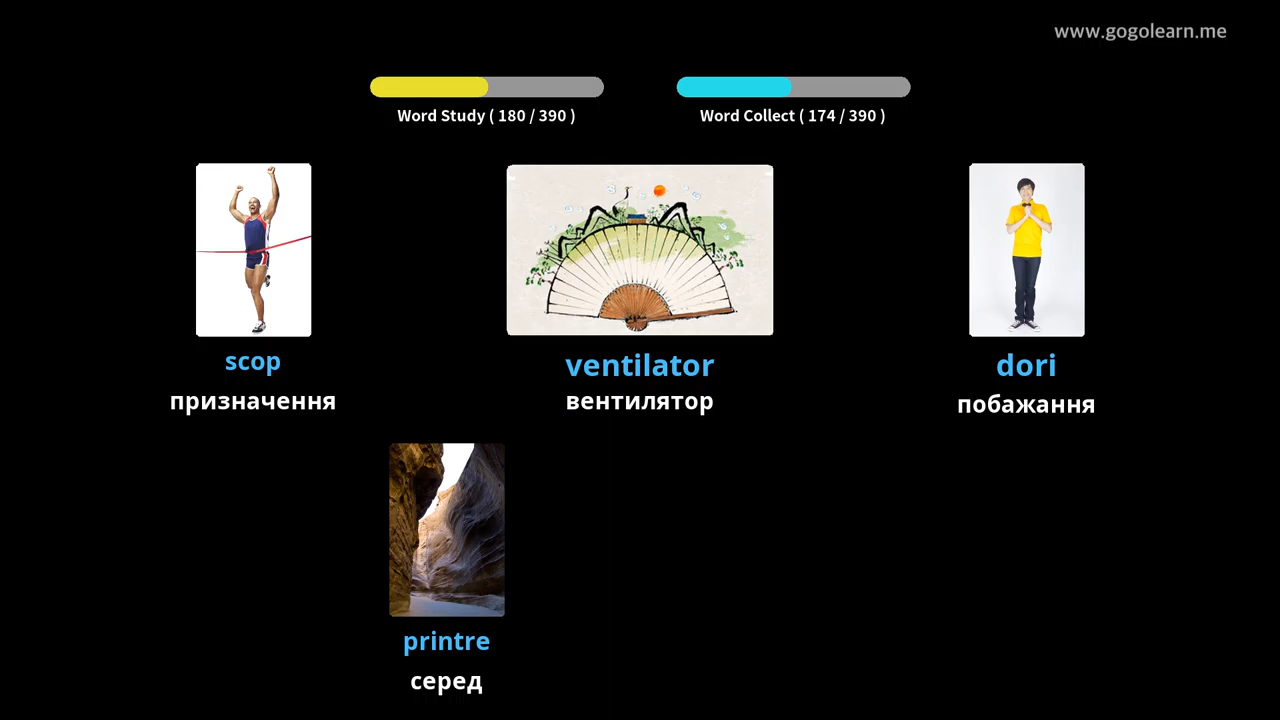 www.gogolearn.me
Word Study ( 180 / 390 )
Word Collect ( 174 / 390 )
scop
призначення
ventilator
вентилятор
dori
побажання
printre
серед